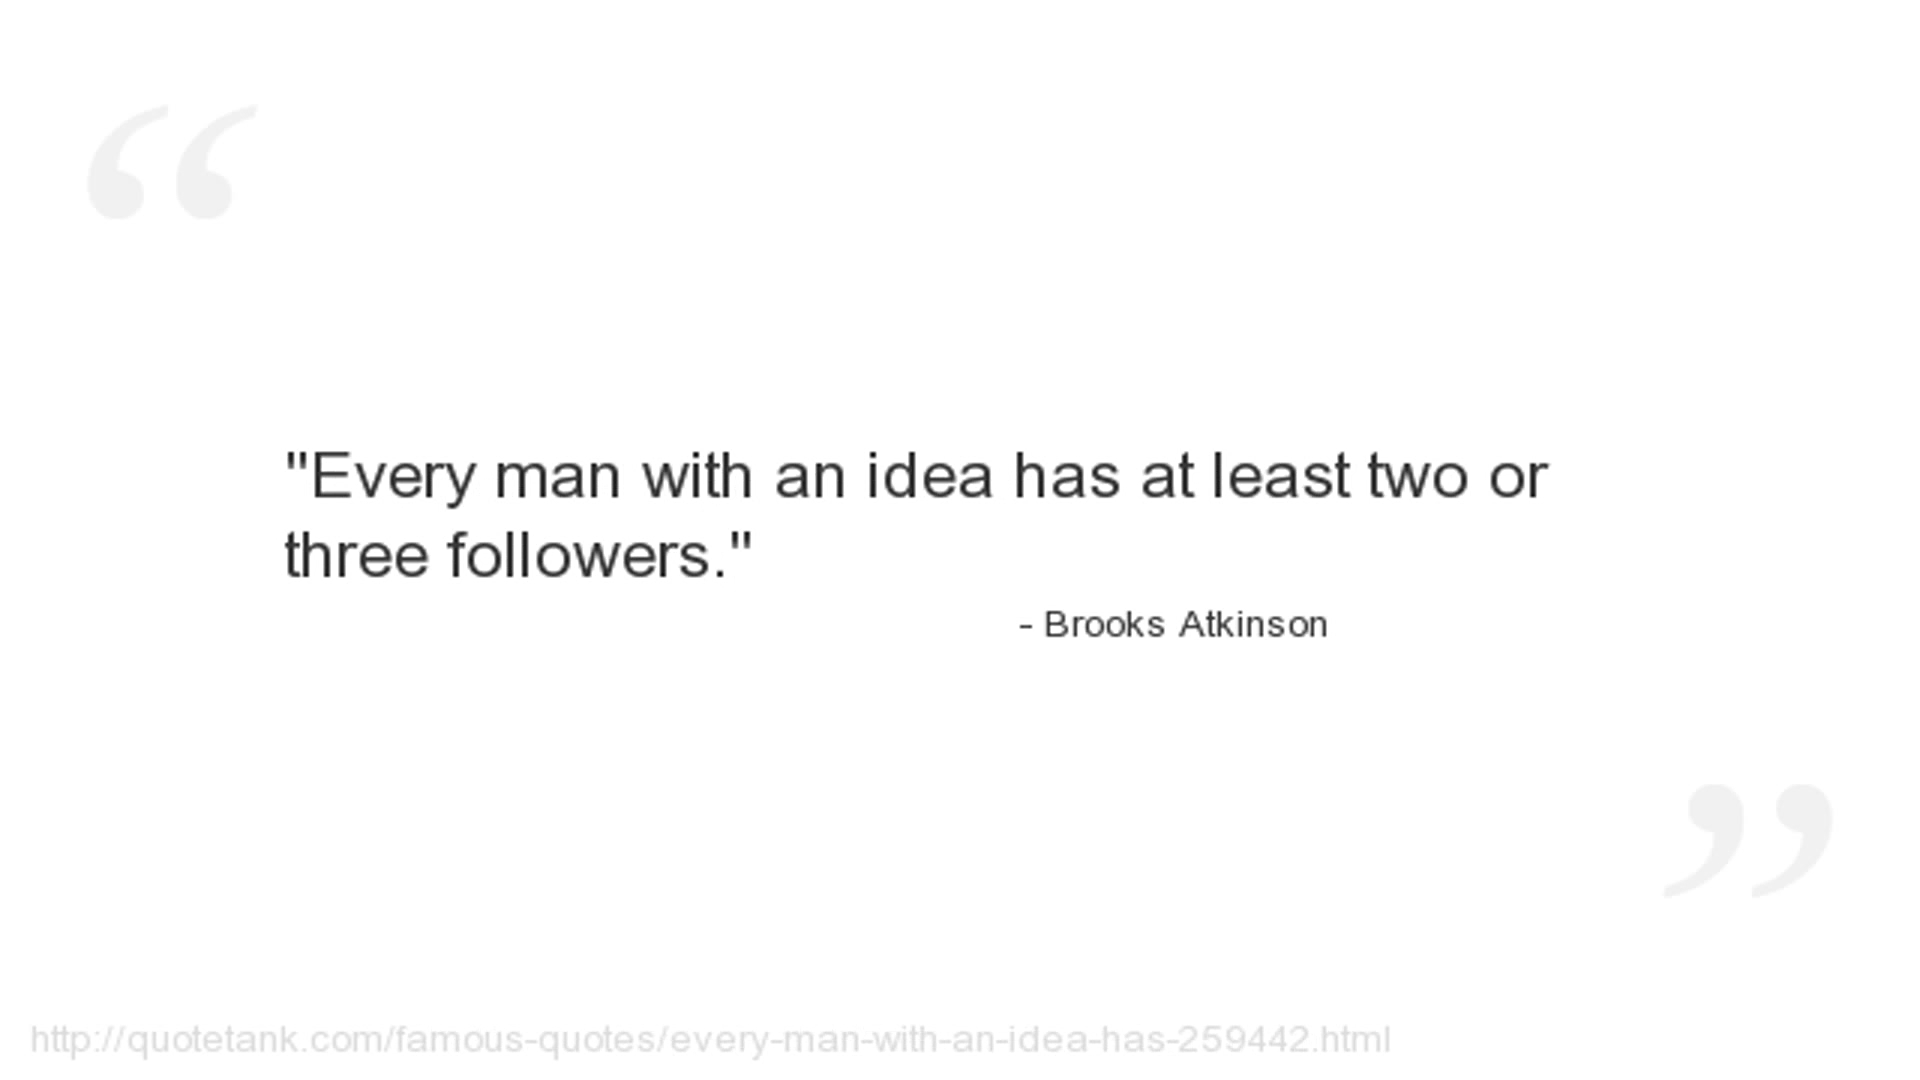 "Every man with an idea has at least two or
three followers."
- Brooks Atkinson
http://quotetank.com/famous-quotes/every-man-with-an-idea-has-259442.html